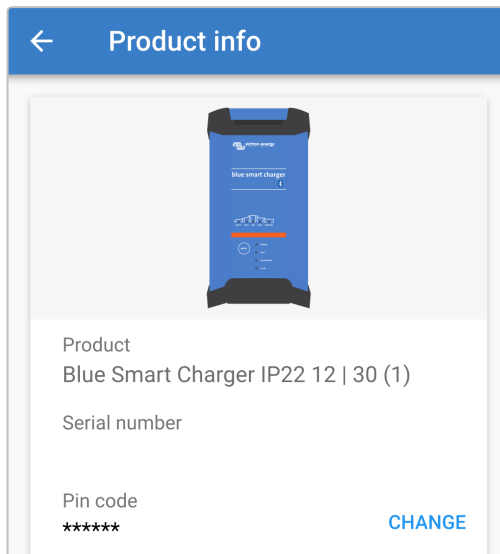 Product info
victron energy
blue smart charger
Product
Blue Smart Charger IP22 12 | 30 (1)
Serial number
Pin code
******
CHANGE